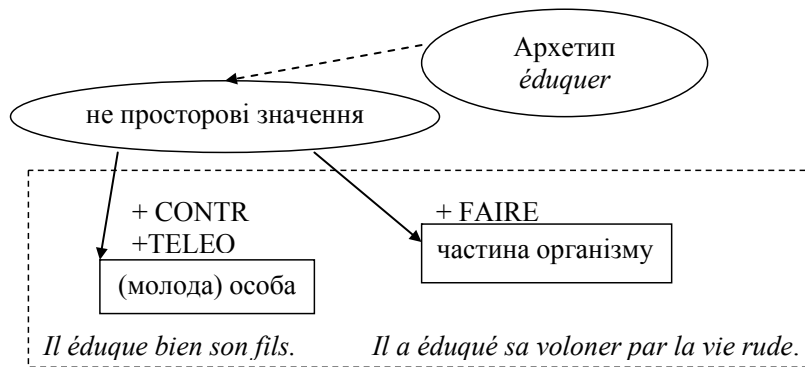 Архетип
éduquer
не просторові значення
+ CONTR
+TELEO
+ FAIRE
(молода) особа
частина організму
Il éduque bien son fils.
Il a éduqué sa voloner par la vie rude.